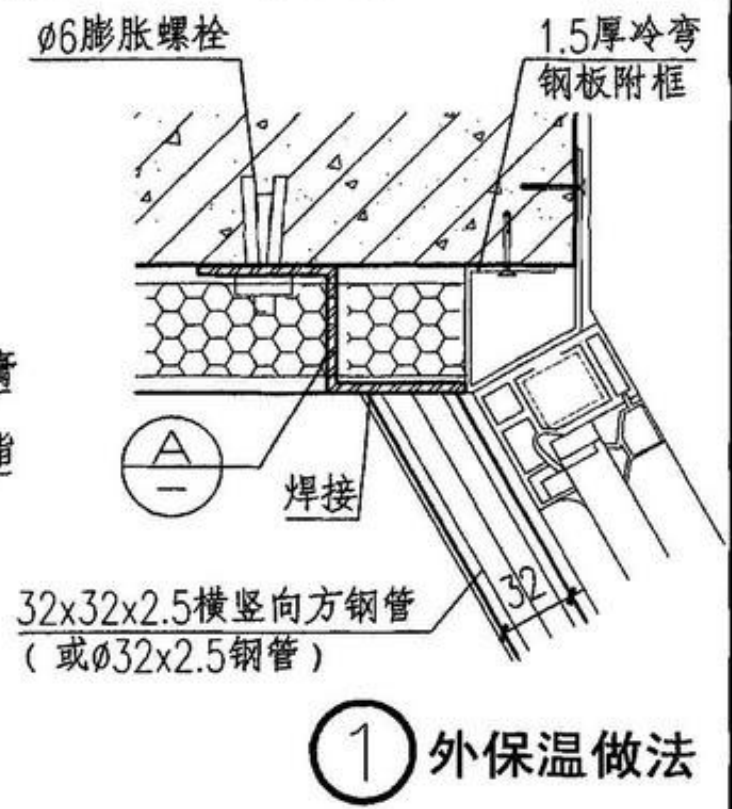 ø6膨胀螺栓
1.5厚冷弯
钢板附框
A
—
焊接
32
32x32x2.5横竖向方钢管
（或ø32x2.5钢管）
1 外保温做法